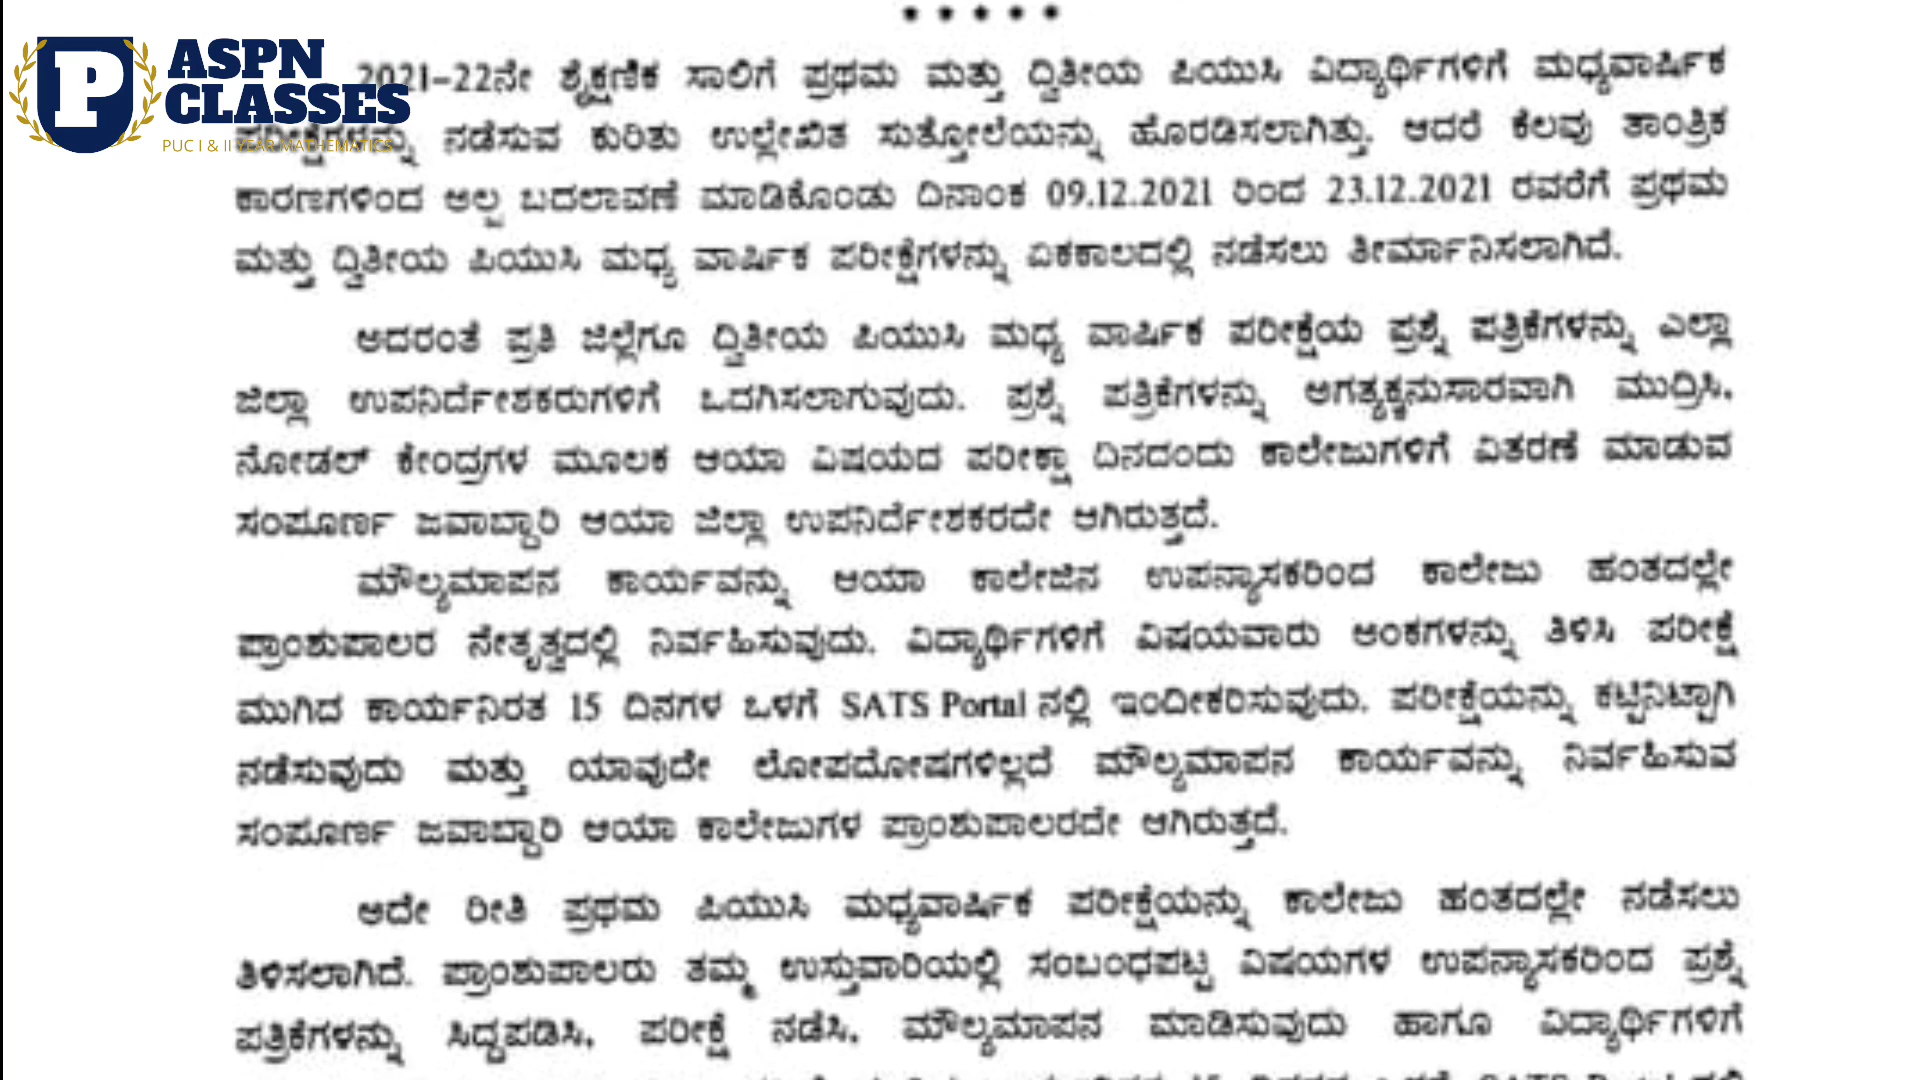 ASPN
CLASSES
PUC I & II YEAR MATHEMATICS
2021–22ನೇ ಶೈಕ್ಷಣಿಕ ಸಾಲಿಗೆ ಪ್ರಥಮ ಮತ್ತು ದ್ವಿತೀಯ ಪಿಯುಸಿ ವಿದ್ಯಾರ್ಥಿಗಳಿಗೆ ಮಧ್ಯವಾರ್ಷಿಕ
ಪರೀಕ್ಷೆಗಳನ್ನು ನಡೆಸುವ ಕುರಿತು ಉಲ್ಲೇಖಿತ ಸುತ್ತೋಲೆಯನ್ನು ಹೊರಡಿಸಲಾಗಿತ್ತು. ಆದರೆ ಕೆಲವು ತಾಂತ್ರಿಕ
ಕಾರಣಗಳಿಂದ ಅಲ್ಪ ಬದಲಾವಣೆ ಮಾಡಿಕೊಂಡು ದಿನಾಂಕ 09.12.2021 ರಿಂದ 23.12.2021 ರವರೆಗೆ ಪ್ರಥಮ
ಮತ್ತು ದ್ವಿತೀಯ ಪಿಯುಸಿ ಮಧ್ಯ ವಾರ್ಷಿಕ ಪರೀಕ್ಷೆಗಳನ್ನು ಏಕಕಾಲದಲ್ಲಿ ನಡೆಸಲು ತೀರ್ಮಾನಿಸಲಾಗಿದೆ.
ಅದರಂತೆ ಪ್ರತಿ ಜಿಲ್ಲೆಗೂ ದ್ವಿತೀಯ ಪಿಯುಸಿ ಮಧ್ಯ ವಾರ್ಷಿಕ ಪರೀಕ್ಷೆಯ ಪ್ರಶ್ನೆ ಪತ್ರಿಕೆಗಳನ್ನು ಎಲ್ಲಾ
ಜಿಲ್ಲಾ ಉಪನಿರ್ದೇಶಕರುಗಳಿಗೆ ಒದಗಿಸಲಾಗುವುದು. ಪ್ರಶ್ನೆ ಪತ್ರಿಕೆಗಳನ್ನು ಅಗತ್ಯಕ್ಕನುಸಾರವಾಗಿ ಮುದ್ರಿಸಿ,
ನೋಡಲ್ ಕೇಂದ್ರಗಳ ಮೂಲಕ ಆಯಾ ವಿಷಯದ ಪರೀಕ್ಷಾ ದಿನದಂದು ಕಾಲೇಜುಗಳಿಗೆ ವಿತರಣೆ ಮಾಡುವ
ಸಂಪೂರ್ಣ ಜವಾಬ್ದಾರಿ ಆಯಾ ಜಿಲ್ಲಾ ಉಪನಿರ್ದೇಶಕರದೇ ಆಗಿರುತ್ತದೆ.
ಮೌಲ್ಯಮಾಪನ ಕಾರ್ಯವನ್ನು ಆಯಾ ಕಾಲೇಜಿನ ಉಪನ್ಯಾಸಕರಿಂದ ಕಾಲೇಜು ಹಂತದಲ್ಲೇ
ಪ್ರಾಂಶುಪಾಲರ ನೇತೃತ್ವದಲ್ಲಿ ನಿರ್ವಹಿಸುವುದು. ವಿದ್ಯಾರ್ಥಿಗಳಿಗೆ ವಿಷಯವಾರು ಅಂಕಗಳನ್ನು ತಿಳಿಸಿ ಪರೀಕ್ಷೆ
ಮುಗಿದ ಕಾರ್ಯನಿರತ 15 ದಿನಗಳ ಒಳಗೆ SATS Portal ನಲ್ಲಿ ಇಂದೀಕರಿಸುವುದು. ಪರೀಕ್ಷೆಯನ್ನು ಕಟ್ಟಿನಿಟ್ಟಾಗಿ
ನಡೆಸುವುದು ಮತ್ತು ಯಾವುದೇ ಲೋಪದೋಷಗಳಿಲ್ಲದೆ ಮೌಲ್ಯಮಾಪನ ಕಾರ್ಯವನ್ನು ನಿರ್ವಹಿಸುವ
ಸಂಪೂರ್ಣ ಜವಾಬ್ದಾರಿ ಆಯಾ ಕಾಲೇಜುಗಳ ಪ್ರಾಂಶುಪಾಲರದೇ ಆಗಿರುತ್ತದೆ.
ಅದೇ ರೀತಿ ಪ್ರಥಮ ಪಿಯುಸಿ ಮಧ್ಯವಾರ್ಷಿಕ ಪರೀಕ್ಷೆಯನ್ನು ಕಾಲೇಜು ಹಂತದಲ್ಲೇ ನಡೆಸಲು
ತಿಳಿಸಲಾಗಿದೆ. ಪ್ರಾಂಶುಪಾಲರು ತಮ್ಮ ಉಸ್ತುವಾರಿಯಲ್ಲಿ ಸಂಬಂಧಪಟ್ಟ ವಿಷಯಗಳ ಉಪನ್ಯಾಸಕರಿಂದ ಪ್ರಶ್ನೆ
ಪತ್ರಿಕೆಗಳನ್ನು ಸಿದ್ದಪಡಿಸಿ, ಪರೀಕ್ಷೆ ನಡೆಸಿ, ಮೌಲ್ಯಮಾಪನ ಮಾಡಿಸುವುದು ಹಾಗೂ ವಿದ್ಯಾರ್ಥಿಗಳಿಗೆ